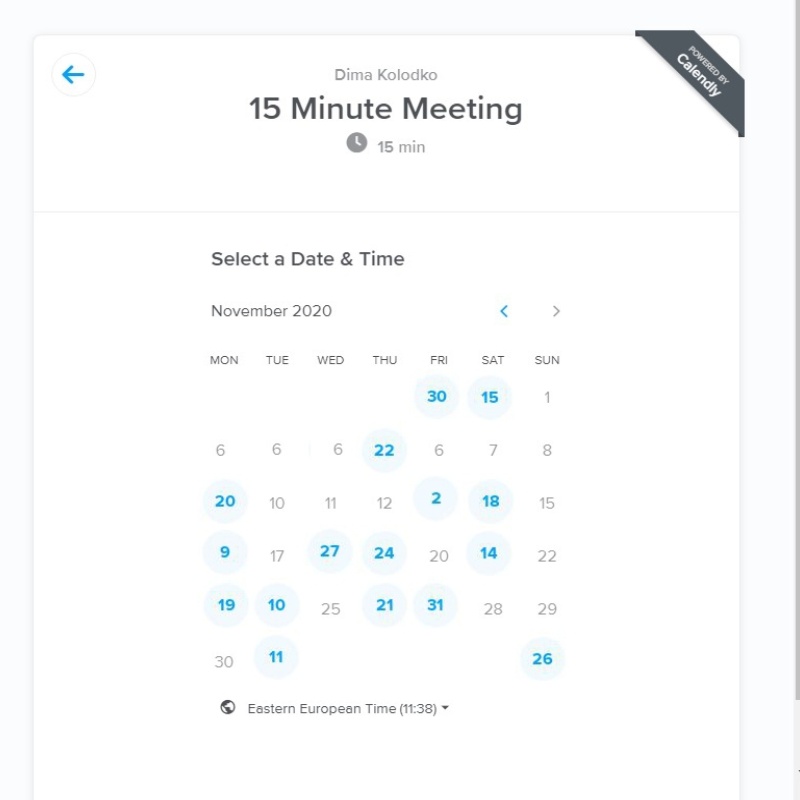 Dima Kolodko
15 Minute Meeting
15 min
POWERED BY
Calendly
Select a Date & Time
November 2020
MON TUE WED THU FRI SAT SUN
30 15 1
6 6 6 22 6 7 8
20 10 11 12 2 18 15
9 17 27 24 20 14 22
19 10 25 21 31 28 29
30 11 26
Eastern European Time (11:38)